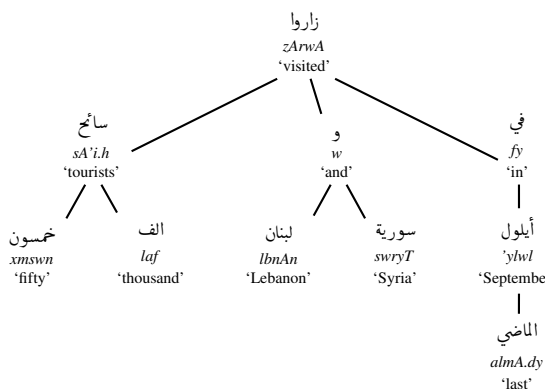 زاروا
zArwA
‘visited’
سائح
sA’i.h
‘tourists’
و
w
‘and’
في
fy
‘in’
خمسون
xmswn
‘fifty’
الف
laf
‘thousand’
لبنان
lbnAn
‘Lebanon’
سورية
swryT
‘Syria’
أيلول
’ylwl
‘Septembe
الماضي
almA.dy
‘last’